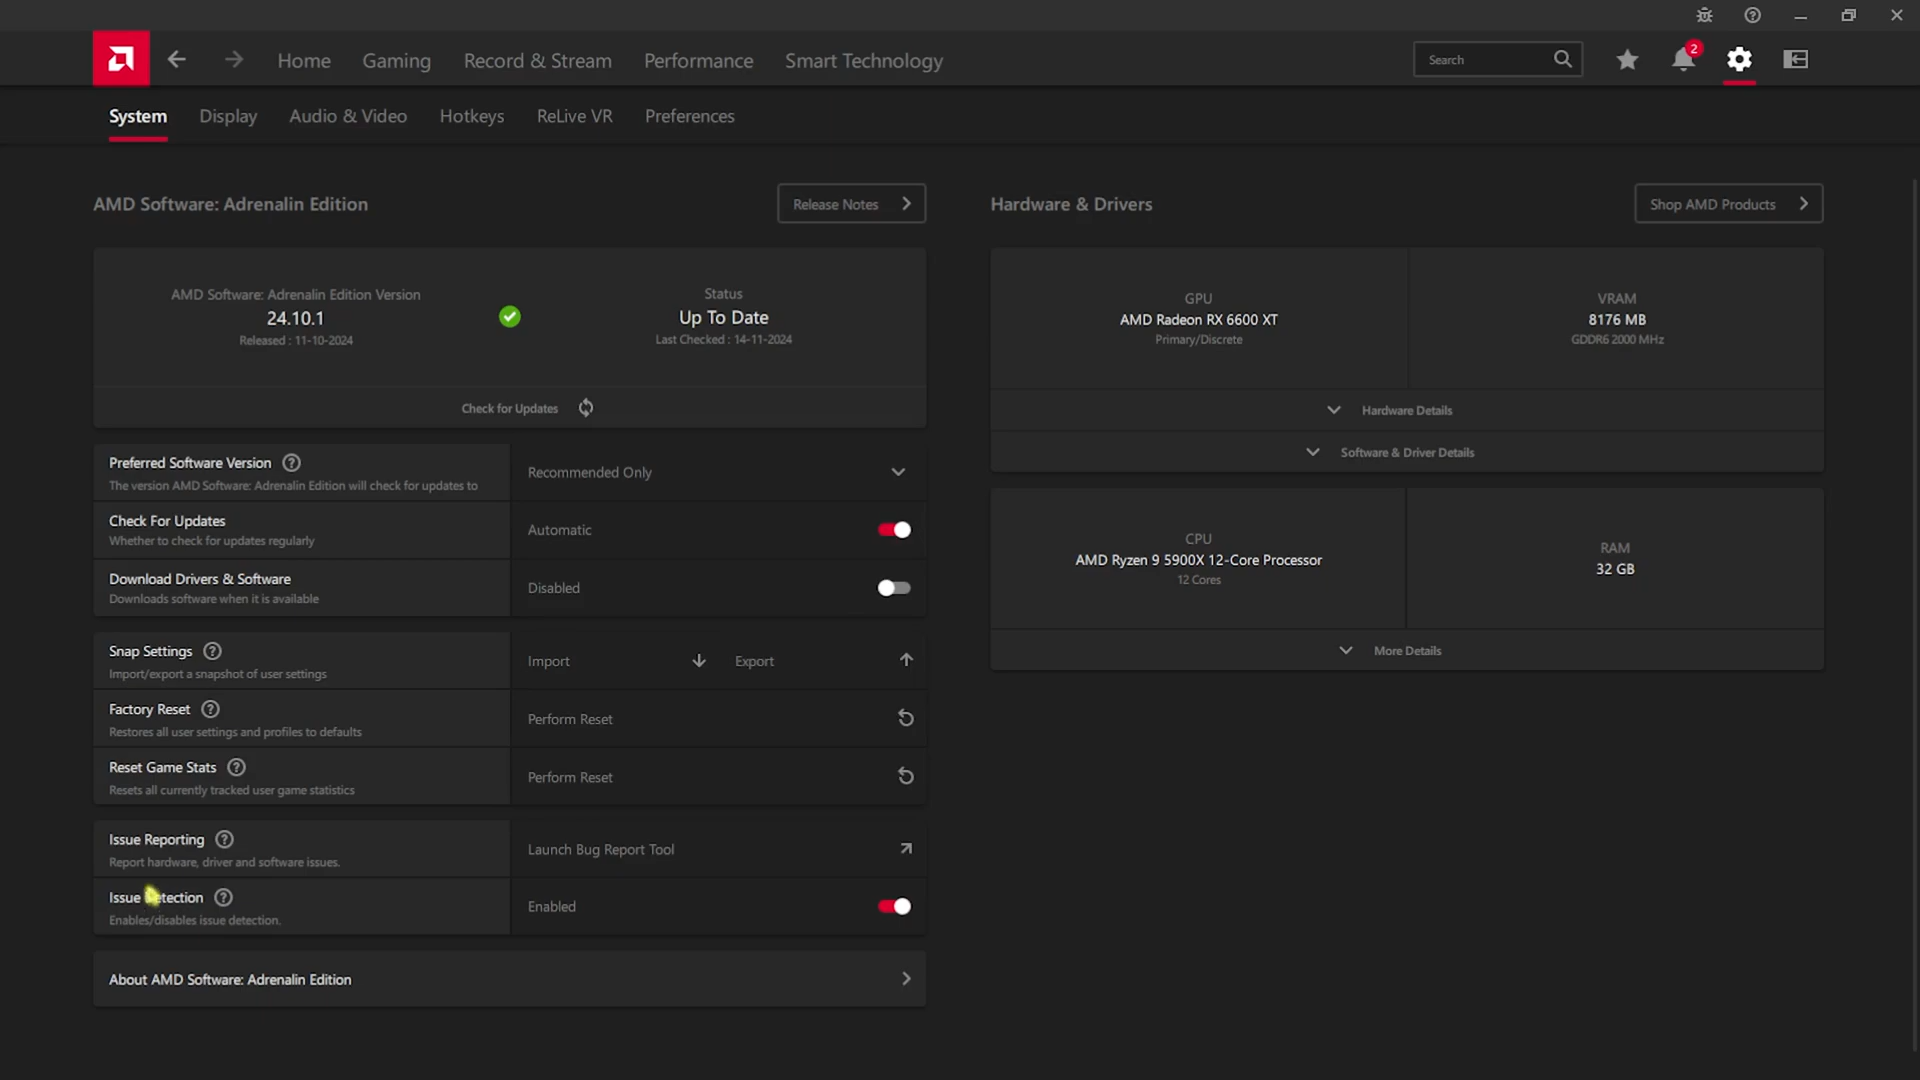 2
Home Gaming Record & Stream Performance Smart Technology Search
System Display Audio & Video Hotkeys ReLive VR Preferences
AMD Software: Adrenalin Edition
Release Notes
AMD Software: Adrenalin Edition Version
24.10.1
Released : 11-10-2024
Status
Up To Date
Last Checked : 14-11-2024
Check for Updates
Preferred Software Version
The version AMD Software: Adrenalin Edition will check for updates to
Recommended Only
Check For Updates
Whether to check for updates regularly
Automatic
Download Drivers & Software
Downloads software when it is available
Disabled
Snap Settings
Import/export a snapshot of user settings
Import Export
Factory Reset
Restores all user settings and profiles to defaults
Perform Reset
Reset Game Stats
Resets all currently tracked user game statistics
Perform Reset
Issue Reporting
Report hardware, driver and software issues.
Launch Bug Report Tool
Issue Detection
Enables/disables issue detection.
Enabled
About AMD Software: Adrenalin Edition
Hardware & Drivers
Shop AMD Products
GPU
AMD Radeon RX 6600 XT
Primary/Discrete
VRAM
8176 MB
GDDR6 2000 MHz
Hardware Details
Software & Driver Details
CPU
AMD Ryzen 9 5900X 12-Core Processor
12 Cores
RAM
32 GB
More Details